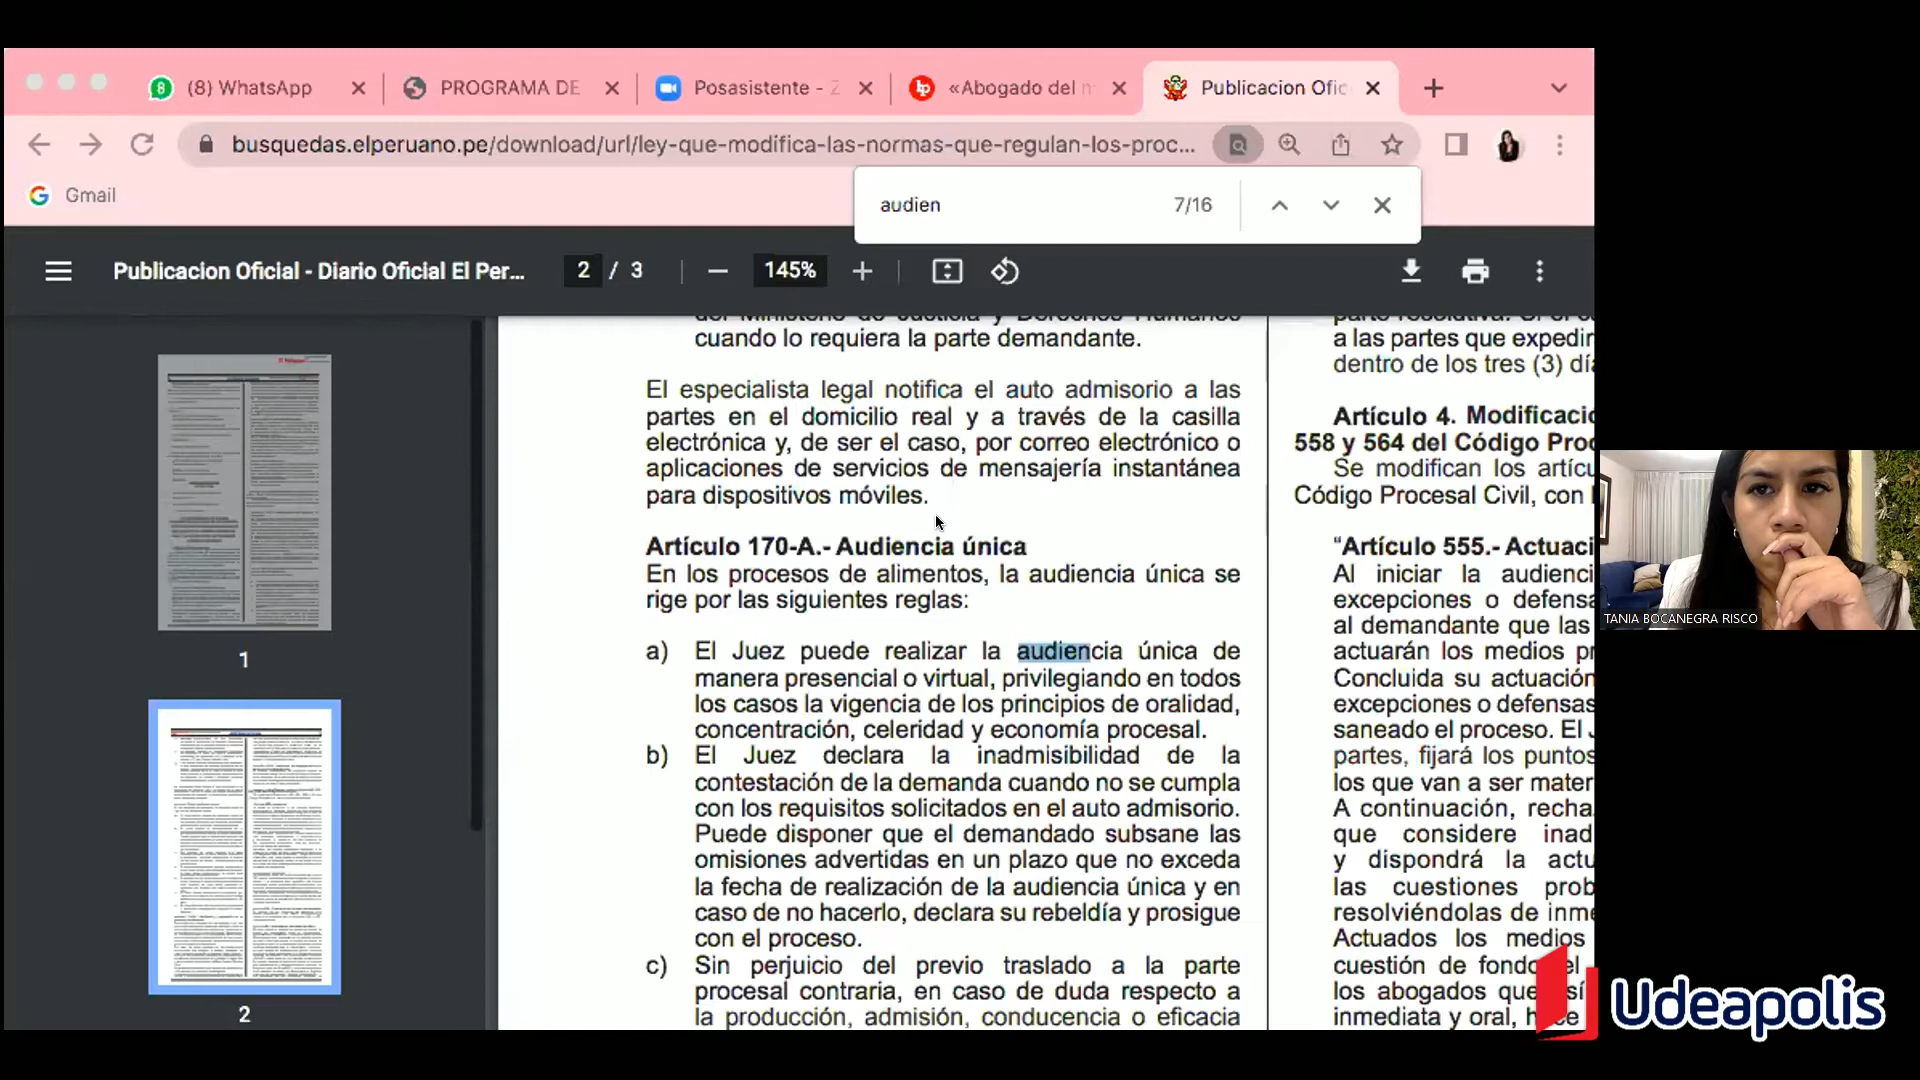 (8) WhatsApp
PROGRAMA DE
Posasistente - Z
«Abogado del m
Publicacion Ofic
busquedas.elperuano.pe/download/url/ley-que-modifica-las-normas-que-regulan-los-proc...
Gmail
audien
7/16
Publicacion Oficial - Diario Oficial El Per...
2 / 3
145%
1
2
del Ministerio de Justicia y Derechos Humanos
cuando lo requiera la parte demandante.
El especialista legal notifica el auto admisorio a las
partes en el domicilio real y a través de la casilla
electrónica y, de ser el caso, por correo electrónico o
aplicaciones de servicios de mensajería instantánea
para dispositivos móviles.
Artículo 170-A.- Audiencia única
En los procesos de alimentos, la audiencia única se
rige por las siguientes reglas:
a) El Juez puede realizar la audiencia única de
manera presencial o virtual, privilegiando en todos
los casos la vigencia de los principios de oralidad,
concentración, celeridad y economía procesal.
b) El Juez declara la inadmisibilidad de la
contestación de la demanda cuando no se cumpla
con los requisitos solicitados en el auto admisorio.
Puede disponer que el demandado subsane las
omisiones advertidas en un plazo que no exceda
la fecha de realización de la audiencia única y en
caso de no hacerlo, declara su rebeldía y prosigue
con el proceso.
c) Sin perjuicio del previo traslado a la parte
procesal contraria, en caso de duda respecto a
la producción, admisión, conducencia o eficacia
a las partes que expedir
dentro de los tres (3) día
Artículo 4. Modificacio
558 y 564 del Código Proc
Se modifican los artícu
Código Procesal Civil, con
“Artículo 555.- Actuaci
Al iniciar la audienci
excepciones o defensa
al demandante que las
actuarán los medios pr
Concluida su actuación
excepciones o defensas
saneado el proceso. El
partes, fijará los puntos
los que van a ser mater
A continuación, recha
que considere inad
y dispondrá la actu
las cuestiones prob
resolviéndolas de inme
Actuados los medios
cuestión de fondo, el
los abogados que así
inmediata y oral, hace
TANIA BOCANEGRA RISCO
Udeapolis